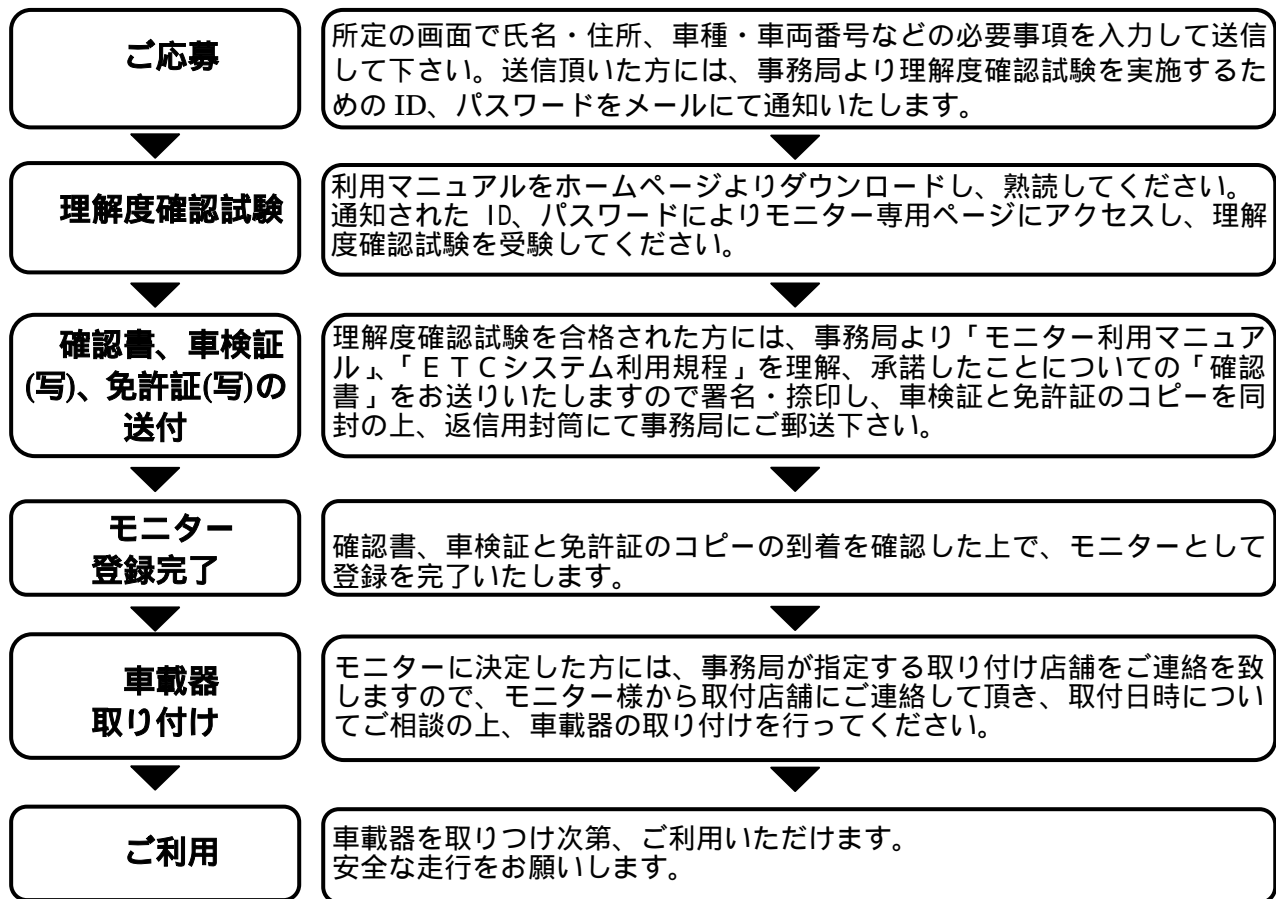 ご応募
所定の画面で氏名・住所、車種・車両番号などの必要事項を入力して送信
して下さい。送信頂いた方には、事務局より理解度確認試験を実施するた
めの ID、パスワードをメールにて通知いたします。
理解度確認試験
利用マニュアルをホームページよりダウンロードし、熟読してください。
通知された ID、パスワードによりモニター専用ページにアクセスし、理解
度確認試験を受験してください。
確認書、車検証
(写)、免許証(写)の
送付
理解度確認試験を合格された方には、事務局より「モニター利用マニュア
ル」、「ＥＴＣシステム利用規程」を理解、承諾したことについての「確認
書」をお送りいたしますので署名・捺印し、車検証と免許証のコピーを同
封の上、返信用封筒にて事務局にご郵送下さい。
モニター
登録完了
確認書、車検証と免許証のコピーの到着を確認した上で、モニターとして
登録を完了いたします。
車載器
取り付け
モニターに決定した方には、事務局が指定する取り付け店舗をご連絡を致
しますので、モニター様から取付店舗にご連絡して頂き、取付日時につい
てご相談の上、車載器の取り付けを行ってください。
ご利用
車載器を取りつけ次第、ご利用いただけます。
安全な走行をお願いします。